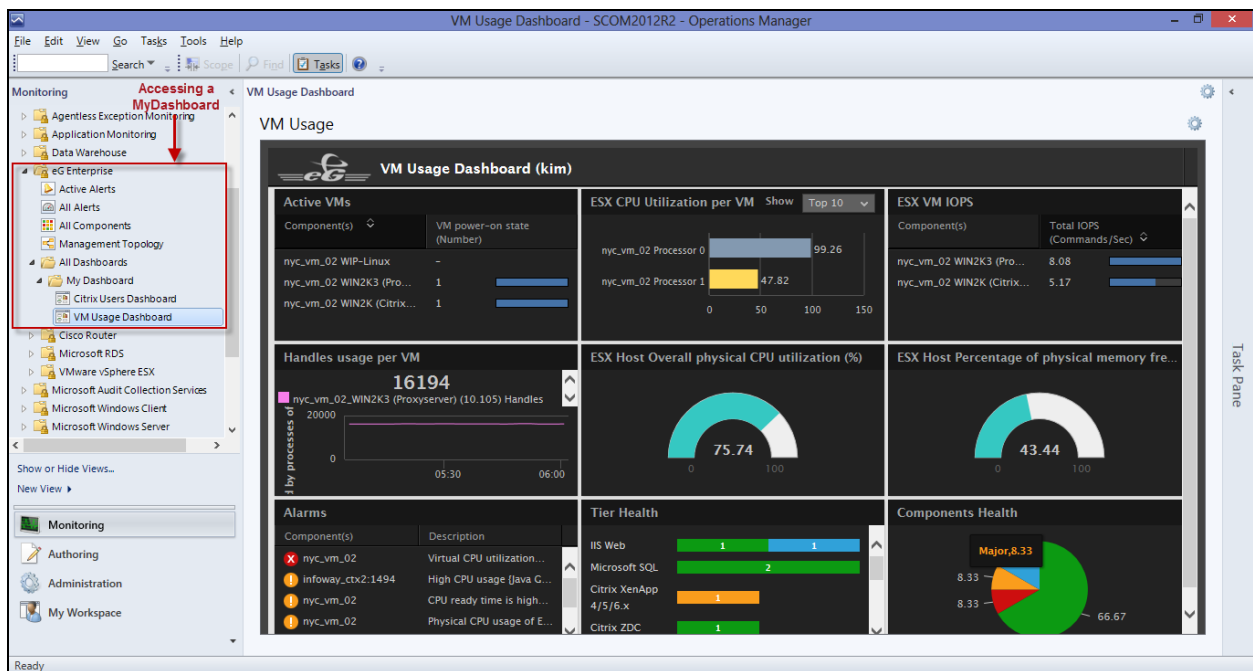 VM Usage Dashboard - SCOM2012R2 - Operations Manager
File Edit View Go Tasks Tools Help
Search Scope Find Tasks
Monitoring
Accessing a
MyDashboard
Agentless Exception Monitoring
Application Monitoring
Data Warehouse
eG Enterprise
Active Alerts
All Alerts
All Components
Management Topology
All Dashboards
My Dashboard
Citrix Users Dashboard
VM Usage Dashboard
Cisco Router
Microsoft RDS
VMware vSphere ESX
Microsoft Audit Collection Services
Microsoft Windows Client
Microsoft Windows Server
Show or Hide Views...
New View
Monitoring
Authoring
Administration
My Workspace
Ready
VM Usage Dashboard
VM Usage
eG
VM Usage Dashboard (kim)
Active VMs
Component(s) VM power-on state
(Number)
nyc_vm_02 WIP-Linux -
nyc_vm_02 WIN2K3 (Pro... 1
nyc_vm_02 WIN2K (Citrix... 1
ESX CPU Utilization per VM Show Top 10
nyc_vm_02 Processor 0 99.26
nyc_vm_02 Processor 1 47.82
0 50 100 150
ESX VM IOPS
Component(s) Total IOPS
(Commands/Sec)
nyc_vm_02 WIN2K3 (Pro... 8.08
nyc_vm_02 WIN2K (Citrix... 5.17
Handles usage per VM
16194
nyc_vm_02_WIN2K3 (Proxyserver) (10.105) Handles
d by processes of
20000
0
05:30 06:00
ESX Host Overall physical CPU utilization (%)
75.74
0 100
ESX Host Percentage of physical memory fre...
43.44
0 100
Alarms
Component(s) Description
nyc_vm_02 Virtual CPU utilization...
infoway_ctx2:1494 High CPU usage {Java G...
nyc_vm_02 CPU ready time is high...
nyc_vm_02 Physical CPU usage of E...
Tier Health
IIS Web 1 1
Microsoft SQL 2
Citrix XenApp
4/5/6.x 1
Citrix ZDC 1
Components Health
Major,8.33
8.33
8.33
66.67
Task Pane